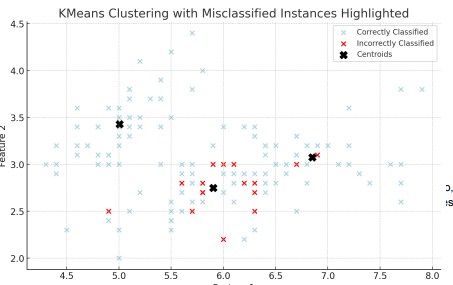 KMeans Clustering with Misclassified Instances Highlighted
4.5
4.0
3.5
3.0
2.5
2.0
Feature 2
Correctly Classified
Incorrectly Classified
Centroids
4.5 5.0 5.5 6.0 6.5 7.0 7.5 8.0